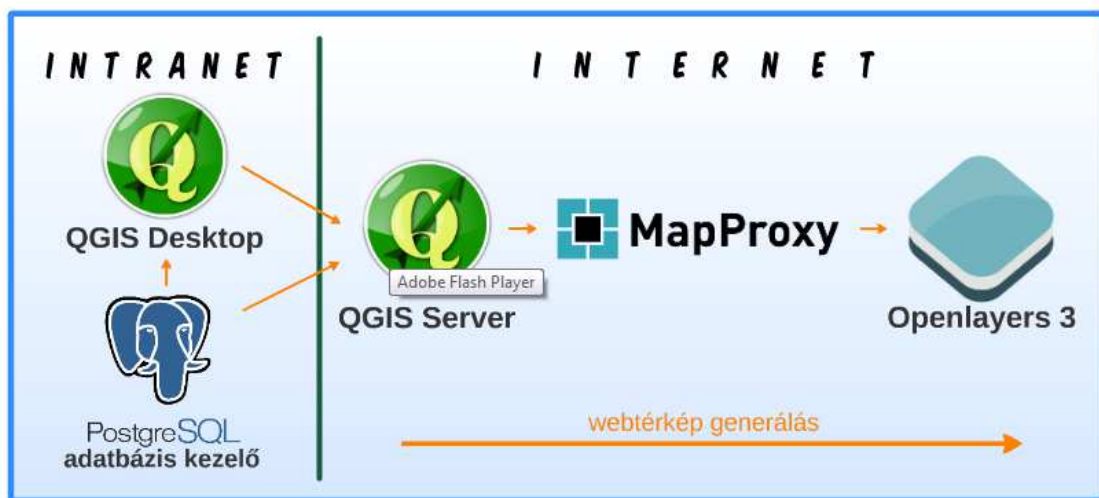 INTRANET
INTERNET
QGIS Desktop
PostgreSQL
adatbázis kezelő
Adobe Flash Player
QGIS Server
MapProxy
Openlayers 3
webtérkép generálás